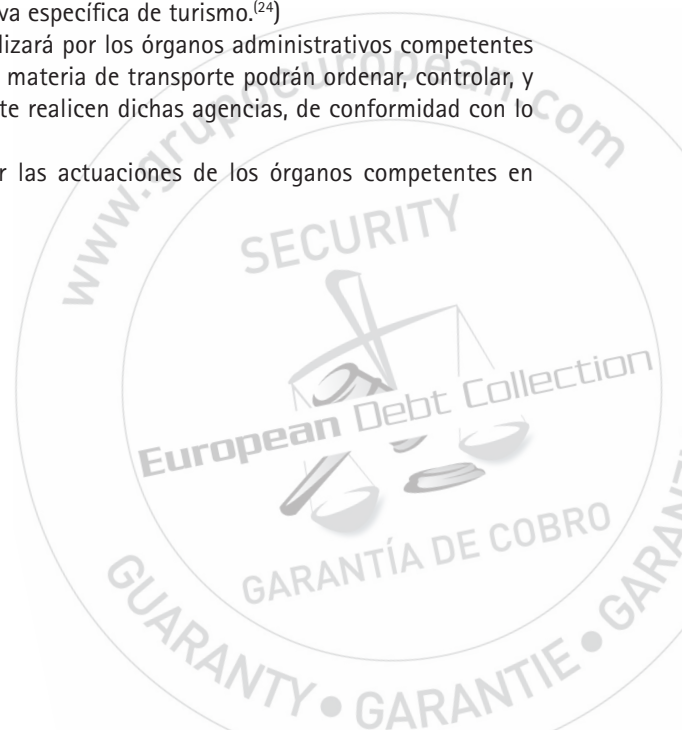 va específica de turismo.(24)
lizará por los órganos administrativos competentes
materia de transporte podrán ordenar, controlar, y
te realicen dichas agencias, de conformidad con lo
r las actuaciones de los órganos competentes en
www.grupoeuropean.com
SECURITY
European Debt Collection
GARANTÍA DE COBRO
GUARANTY • GARANTIE • GARANTÍ